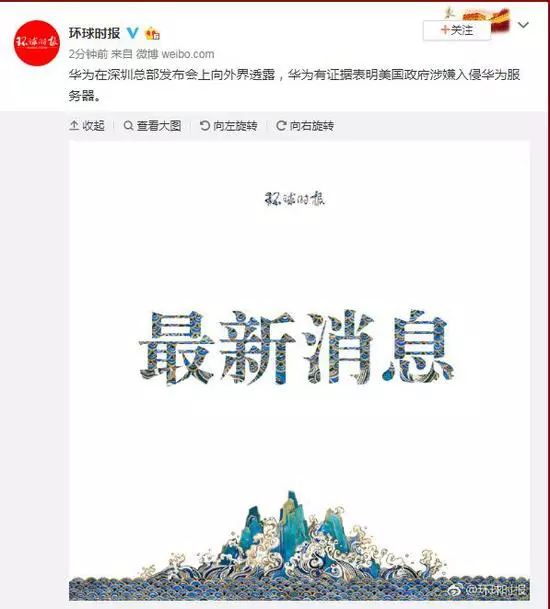 环球时报
环球时报
+关注
2分钟前 来自 微博 weibo.com
华为在深圳总部发布会上向外界透露，华为有证据表明美国政府涉嫌入侵华为服
务器。
收起 查看大图 向左旋转 向右旋转
环球时报
最新消息
@环球时报